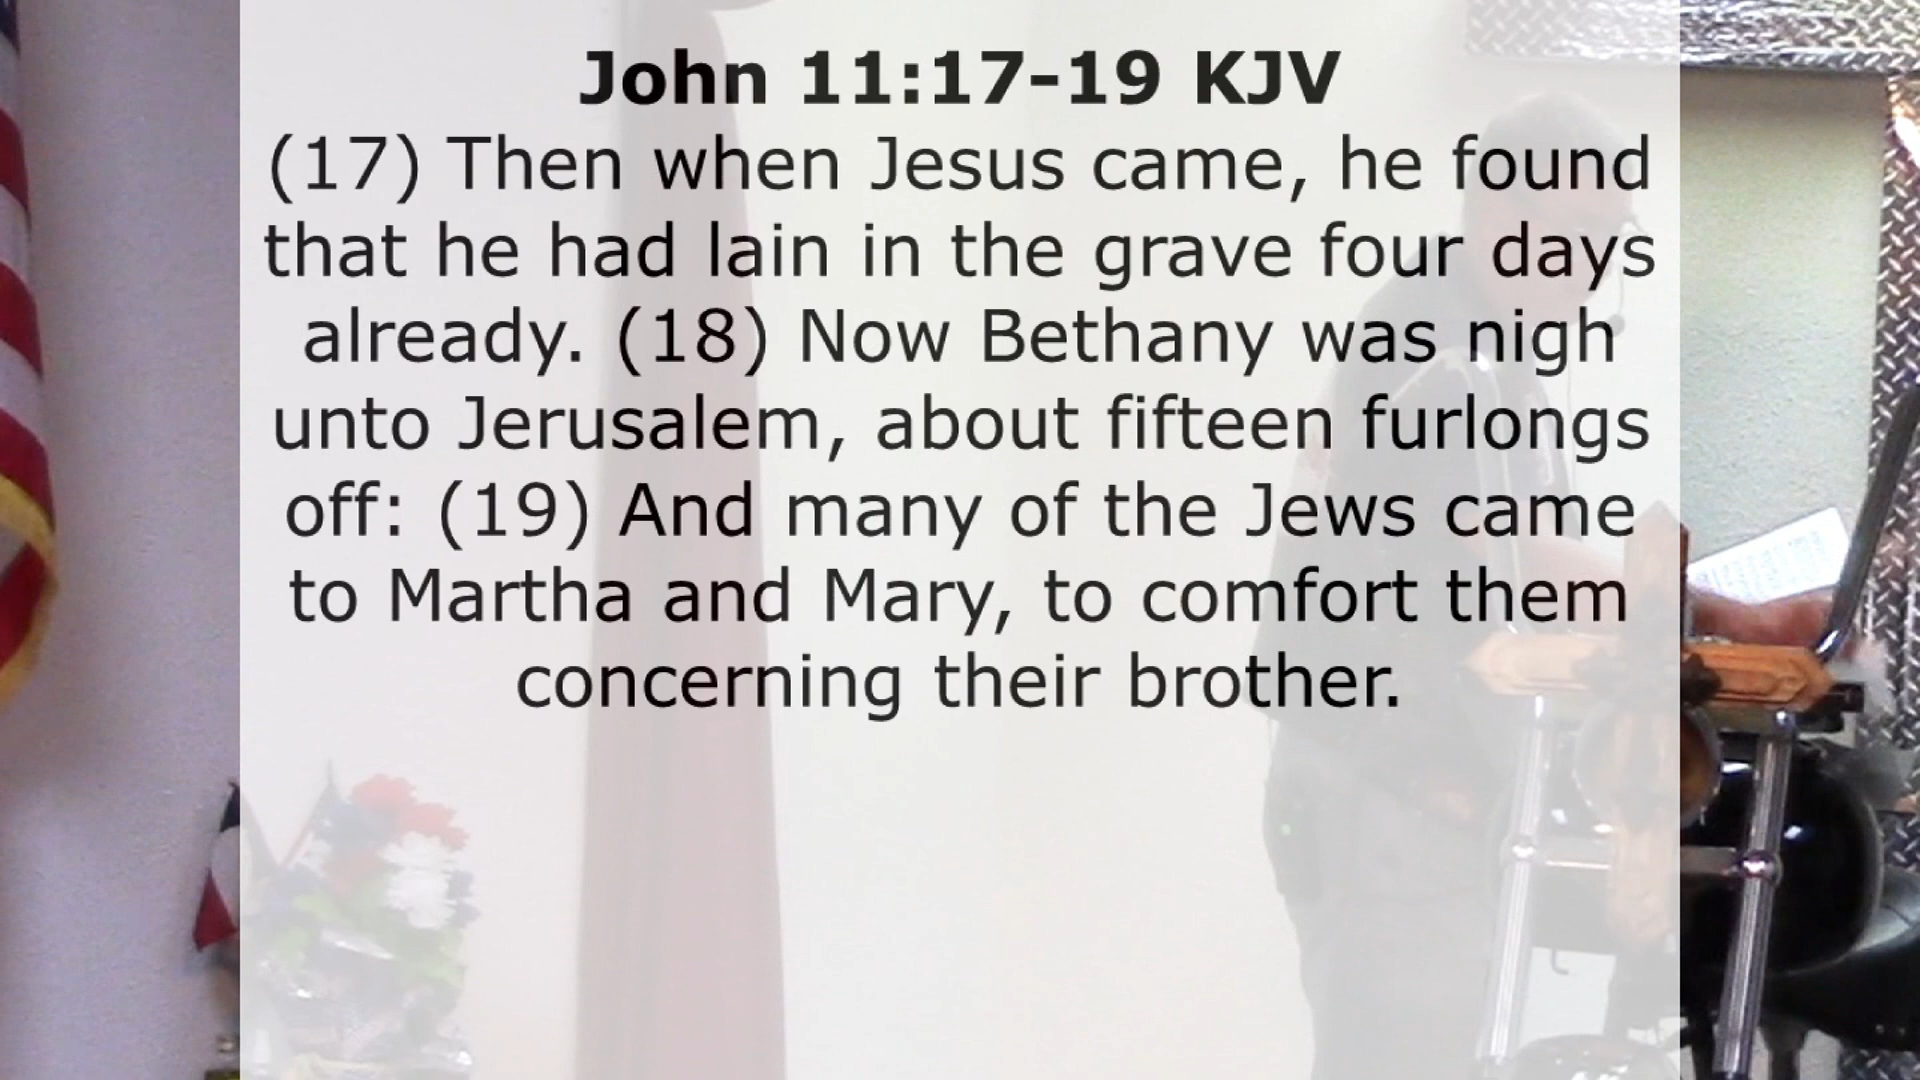 John 11:17-19 KJV
(17) Then when Jesus came, he found
that he had lain in the grave four days
already. (18) Now Bethany was nigh
unto Jerusalem, about fifteen furlongs
off: (19) And many of the Jews came
to Martha and Mary, to comfort them
concerning their brother.